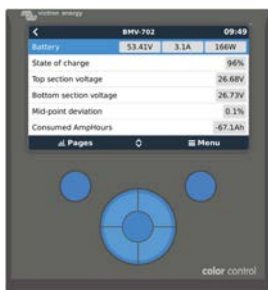 victron energy
BMV-702 09:49
Battery 53.41V 3.1A 166W
State of charge 96%
Top section voltage 26.68V
Bottom section voltage 26.73V
Mid-point deviation 0.1%
Consumed AmpHours -67.1Ah
Pages Menu
color control